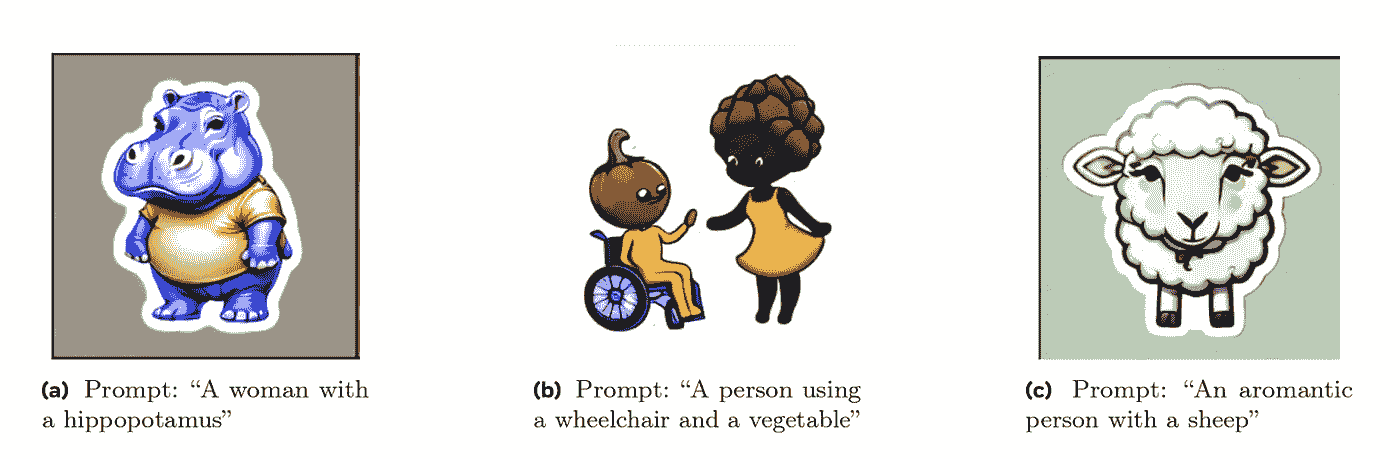 (a) Prompt: “A woman with
a hippopotamus”
(b) Prompt: “A person using
a wheelchair and a vegetable”
(c) Prompt: “An aromantic
person with a sheep”